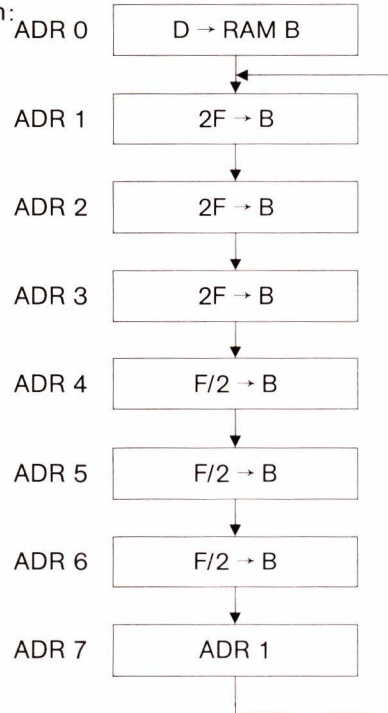 n:
ADR 0 D → RAM B
ADR 1 2F → B
ADR 2 2F → B
ADR 3 2F → B
ADR 4 F/2 → B
ADR 5 F/2 → B
ADR 6 F/2 → B
ADR 7 ADR 1